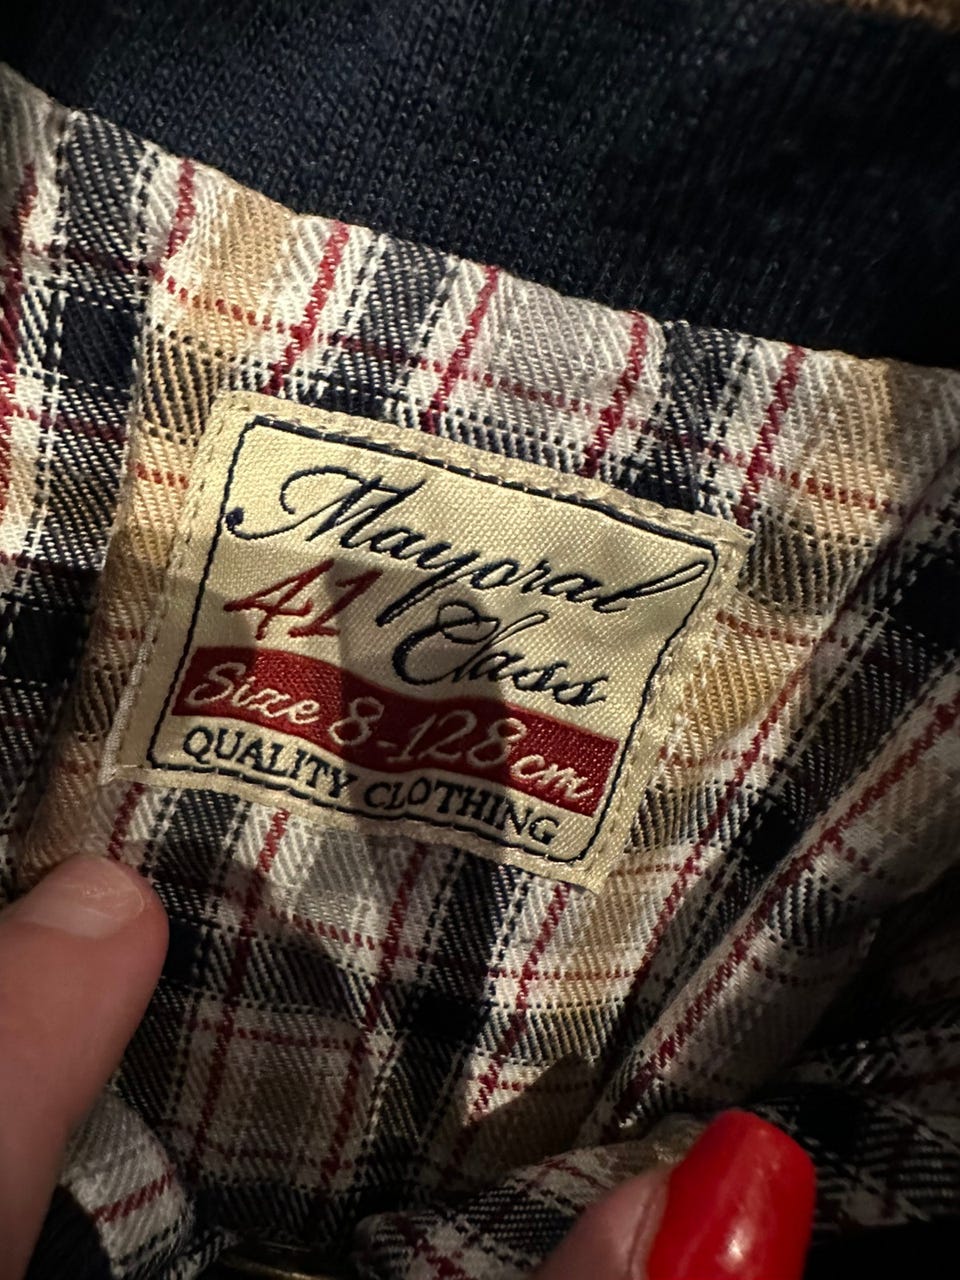 Mayoral
41 Class
Size 8-128cm
QUALITY CLOTHING